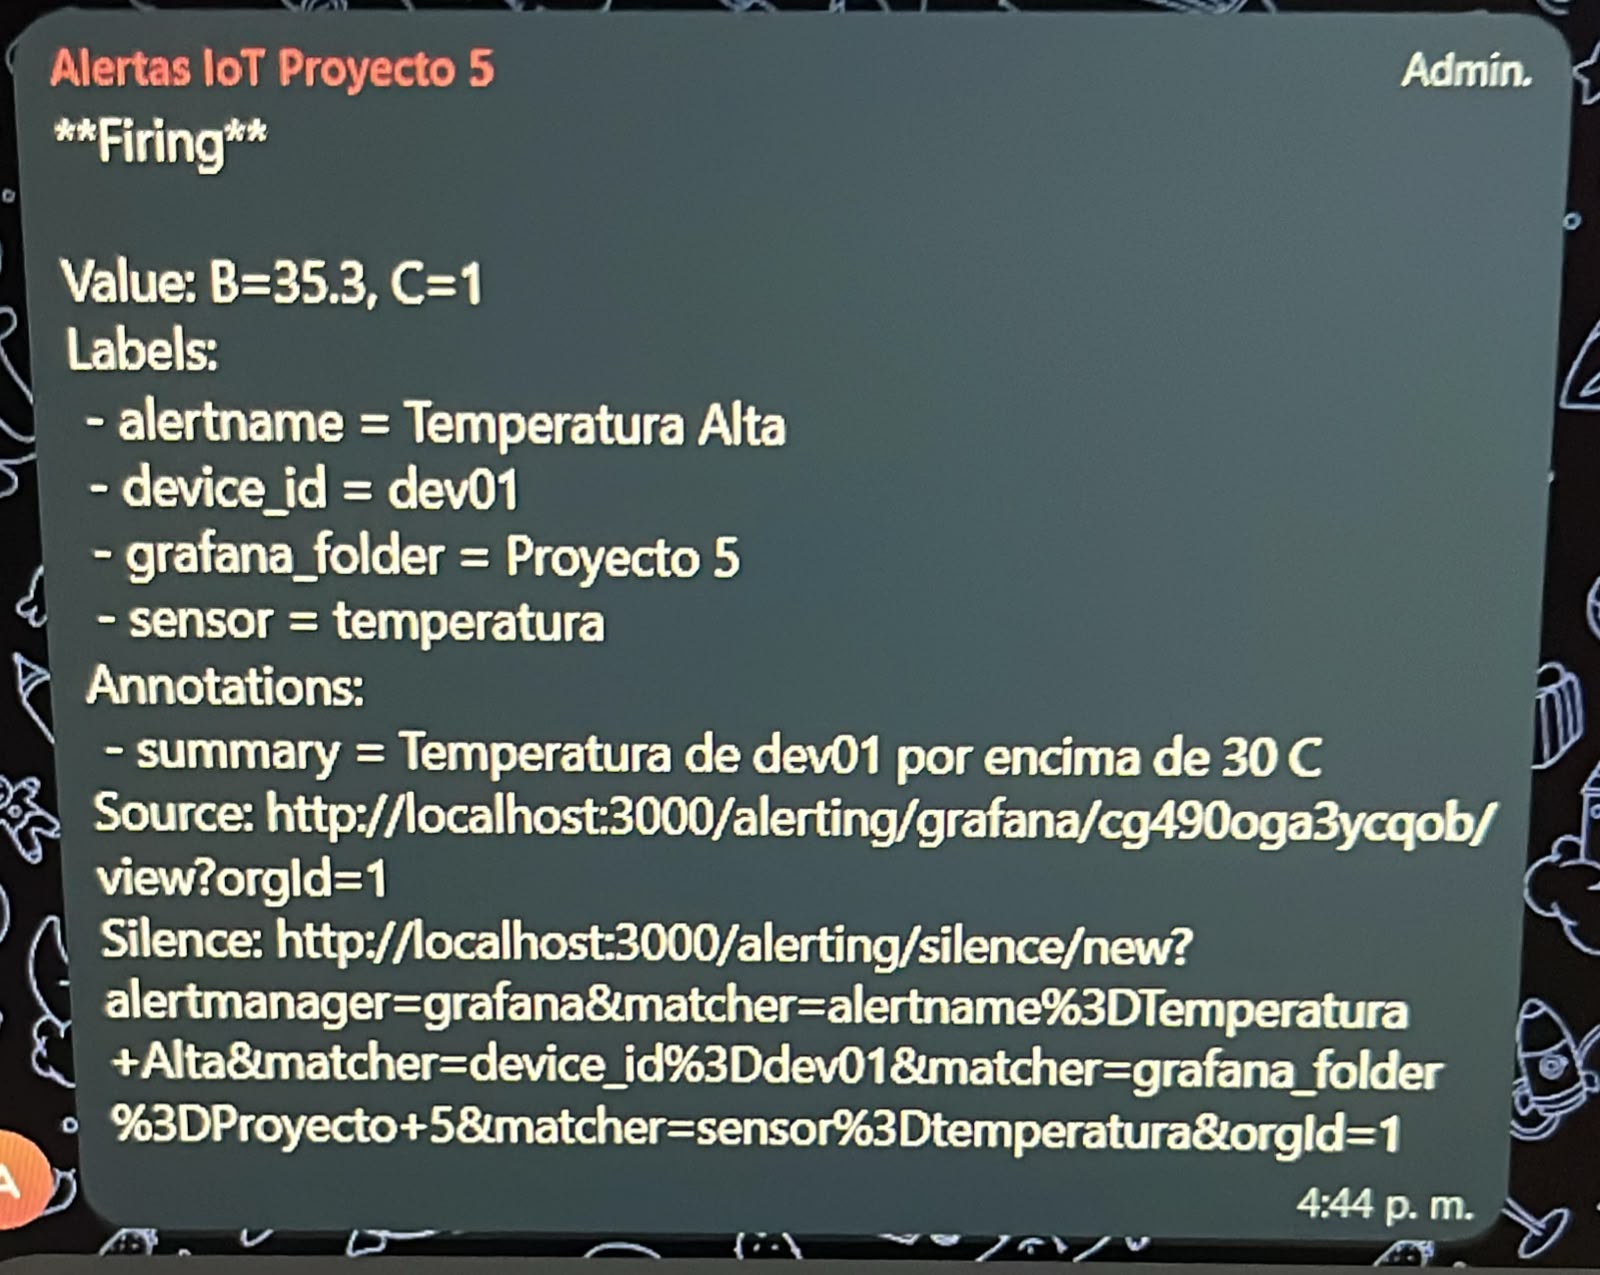 Alertas IoT Proyecto 5
Admin.
**Firing**
Value: B=35.3, C=1
Labels:
- alertname = Temperatura Alta
- device_id = dev01
- grafana_folder = Proyecto 5
- sensor = temperatura
Annotations:
- summary = Temperatura de dev01 por encima de 30 C
Source: http://localhost:3000/alerting/grafana/cg490oga3ycqob/
view?orgId=1
Silence: http://localhost:3000/alerting/silence/new?
alertmanager=grafana&matcher=alertname%3DTemperatura
+Alta&matcher=device_id%3Ddev01&matcher=grafana_folder
%3DProyecto+5&matcher=sensor%3Dtemperatura&orgId=1
A
4:44 p. m.